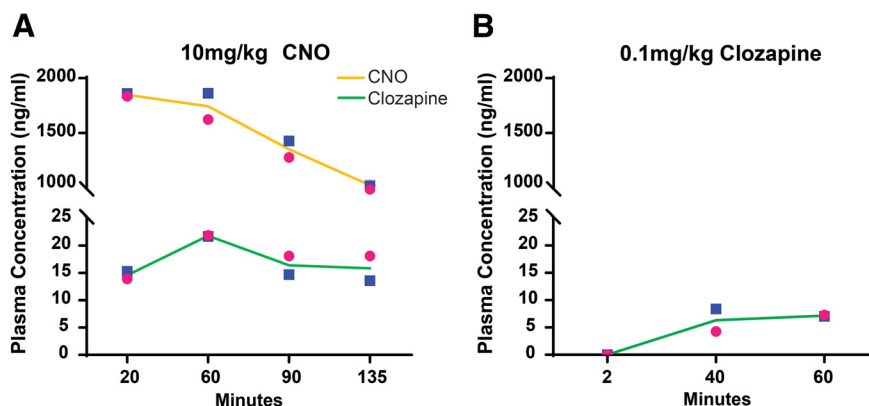 A
10mg/kg CNO
CNO
Clozapine
Plasma Concentration (ng/ml)
2000
1500
1000
25
20
15
10
5
0
20 60 90 135
Minutes
B
0.1mg/kg Clozapine
Plasma Concentration (ng/ml)
2000
1500
1000
25
20
15
10
5
0
2 40 60
Minutes